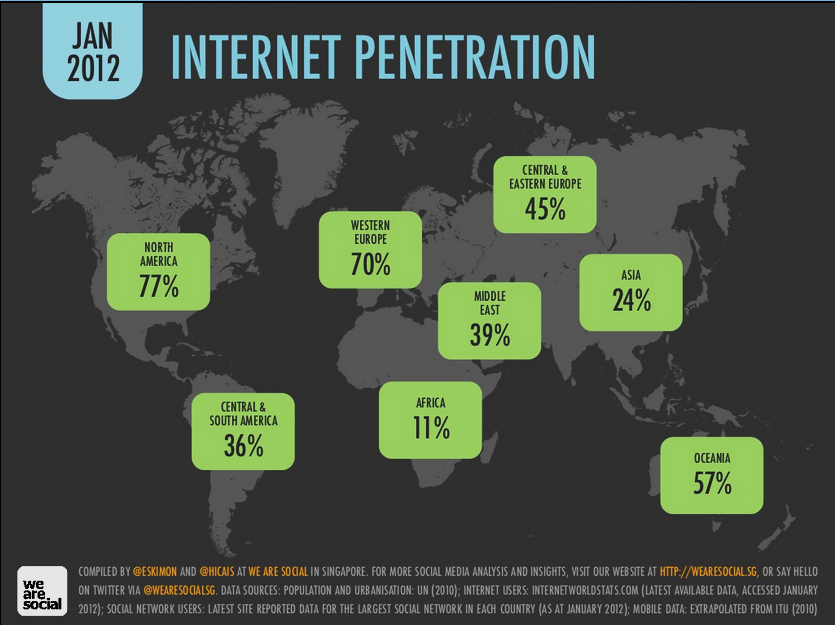 JAN
2012
INTERNET PENETRATION
CENTRAL &
EASTERN EUROPE
45%
WESTERN
EUROPE
70%
NORTH
AMERICA
77%
ASIA
24%
MIDDLE
EAST
39%
AFRICA
11%
CENTRAL &
SOUTH AMERICA
36%
OCEANIA
57%
we
are
social
COMPILED BY @ESKIMON AND @HICAIS AT WE ARE SOCIAL IN SINGAPORE. FOR MORE SOCIAL MEDIA ANALYSIS AND INSIGHTS, VISIT OUR WEBSITE AT HTTP://WEARESOCIAL.SG, OR SAY HELLO
ON TWITTER VIA @WEARESOCIALSG. DATA SOURCES: POPULATION AND URBANISATION: UN (2010); INTERNET USERS: INTERNETWORLDSTATS.COM (LATEST AVAILABLE DATA, ACCESSED JANUARY
2012); SOCIAL NETWORK USERS: LATEST SITE REPORTED DATA FOR THE LARGEST SOCIAL NETWORK IN EACH COUNTRY (AS AT JANUARY 2012); MOBILE DATA: EXTRAPOLATED FROM ITU (2010)